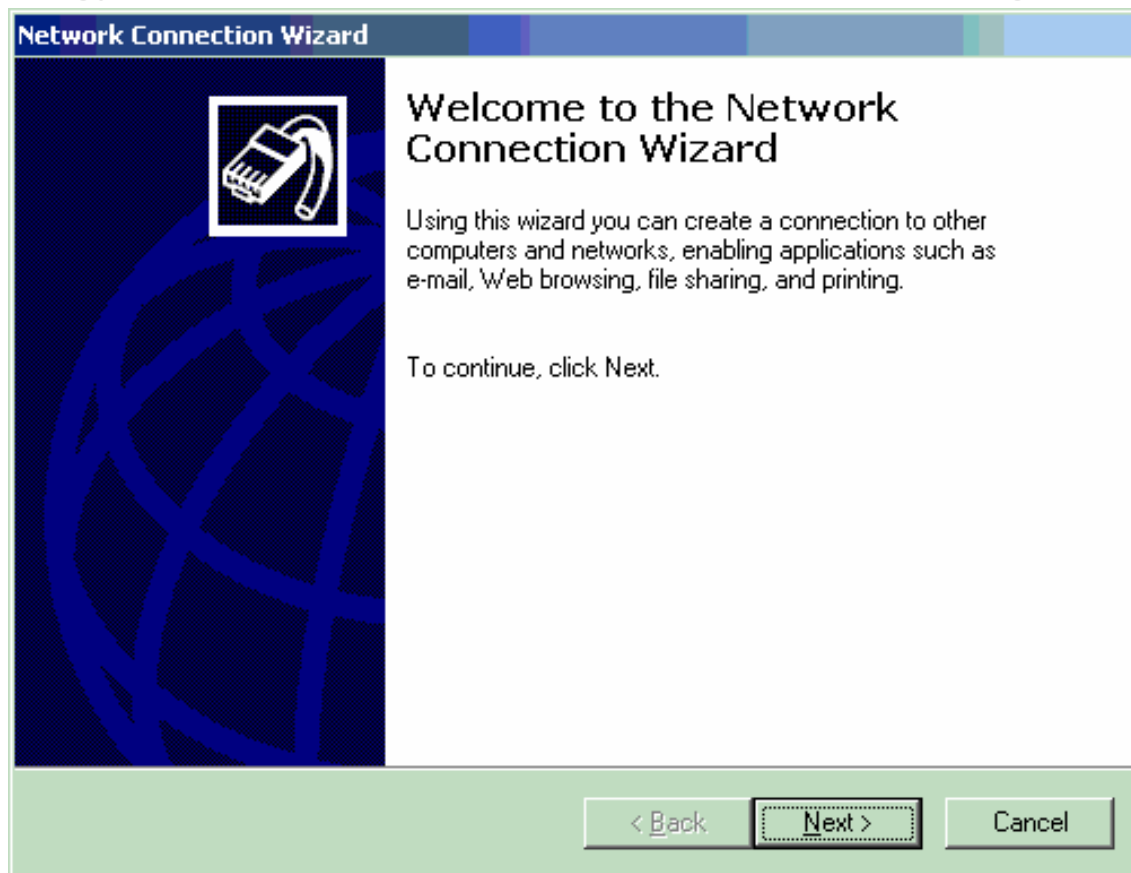 Network Connection Wizard
Welcome to the Network
Connection Wizard
Using this wizard you can create a connection to other
computers and networks, enabling applications such as
e-mail, Web browsing, file sharing, and printing.
To continue, click Next.
< Back Next > Cancel